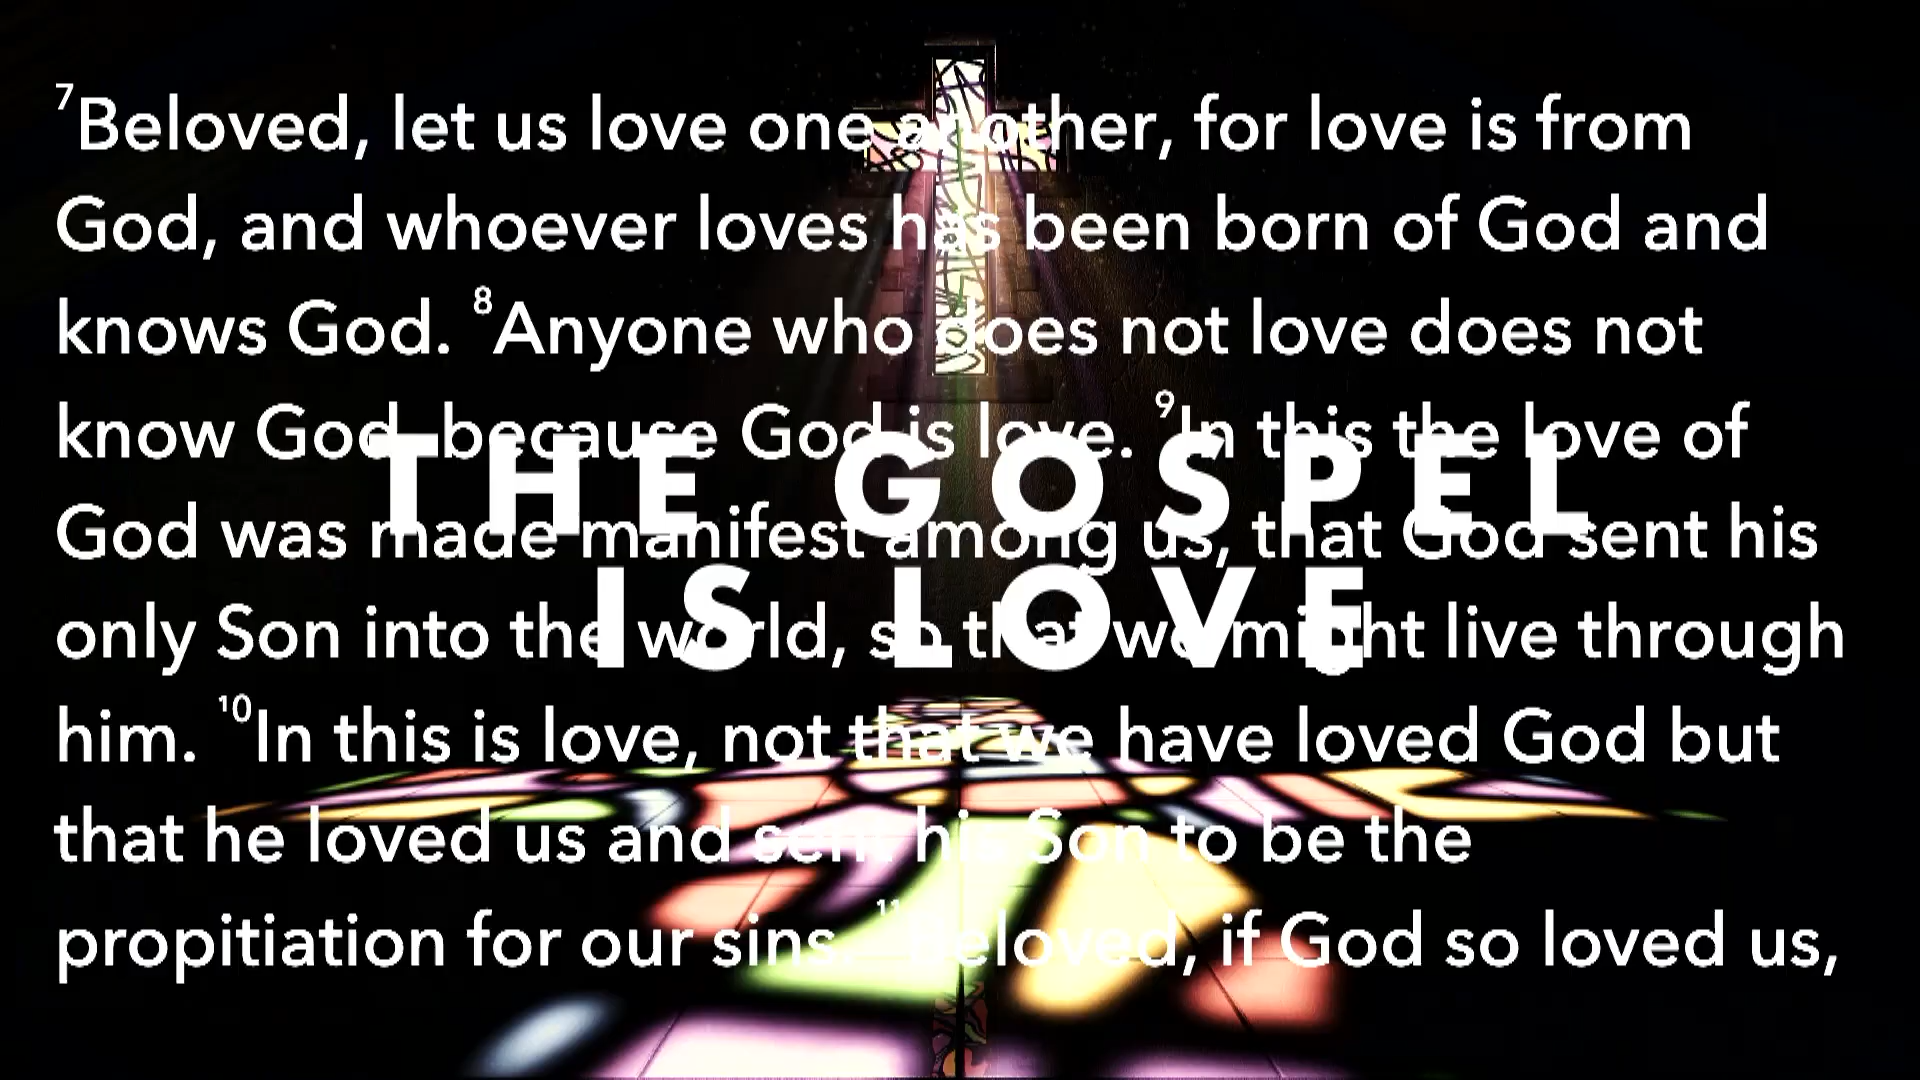 ⁷Beloved, let us love one another, for love is from
God, and whoever loves has been born of God and
knows God. ⁸Anyone who does not love does not
know God, because God is love. ⁹In this the love of
THE GOSPEL
God was made manifest among us, that God sent his
IS LOVE
only Son into the world, so that we might live through
him. ¹⁰In this is love, not that we have loved God but
that he loved us and sent his Son to be the
propitiation for our sins. ¹¹Beloved, if God so loved us,